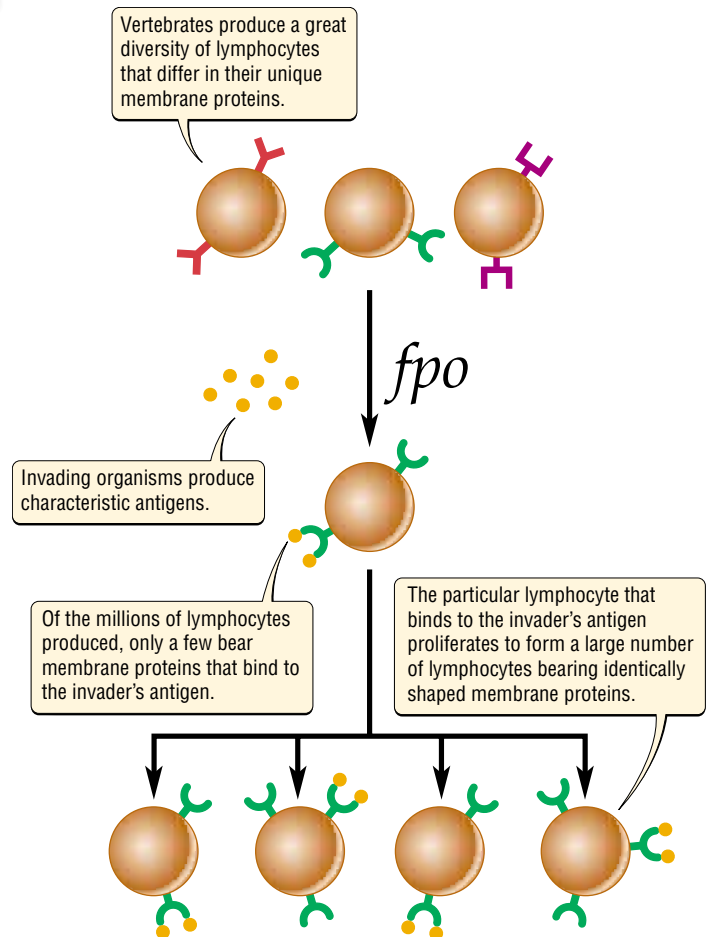 Vertebrates produce a great
diversity of lymphocytes
that differ in their unique
membrane proteins.
fpo
Invading organisms produce
characteristic antigens.
Of the millions of lymphocytes
produced, only a few bear
membrane proteins that bind to
the invader’s antigen.
The particular lymphocyte that
binds to the invader’s antigen
proliferates to form a large number
of lymphocytes bearing identically
shaped membrane proteins.